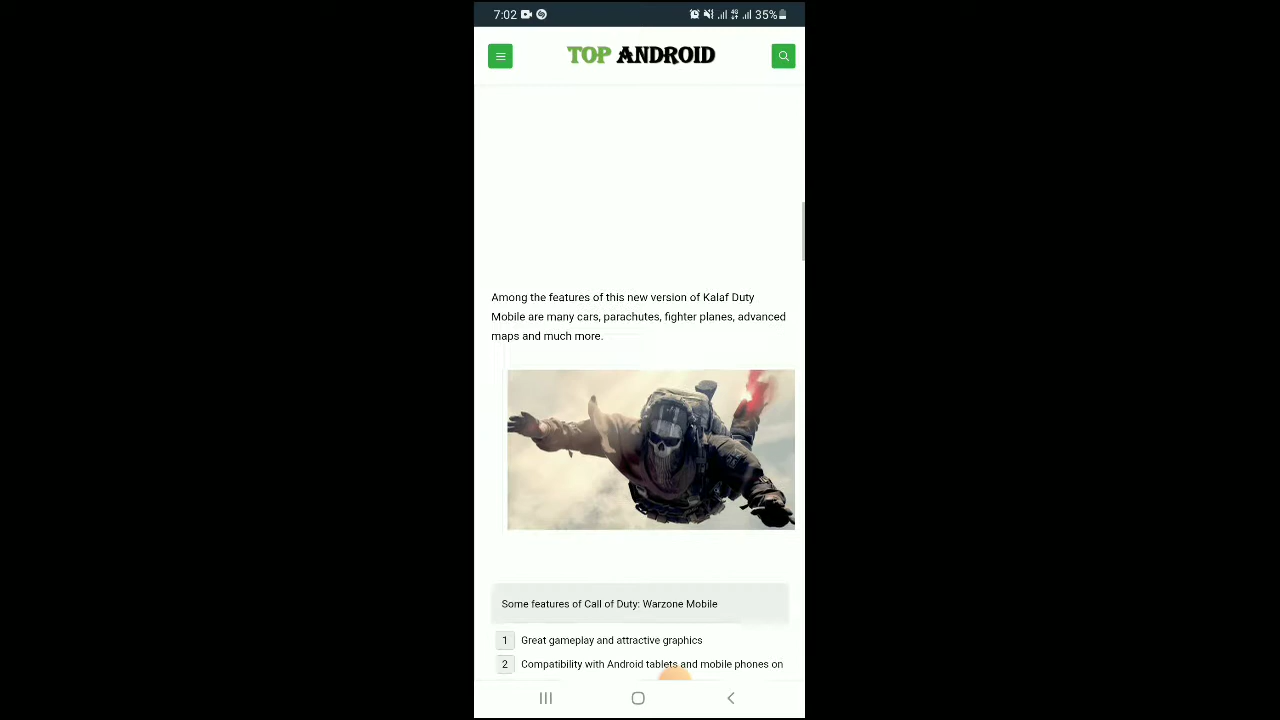 7:02 35%
TOP ANDROID
Among the features of this new version of Kalaf Duty
Mobile are many cars, parachutes, fighter planes, advanced
maps and much more.
Some features of Call of Duty: Warzone Mobile
1 Great gameplay and attractive graphics
2 Compatibility with Android tablets and mobile phones on